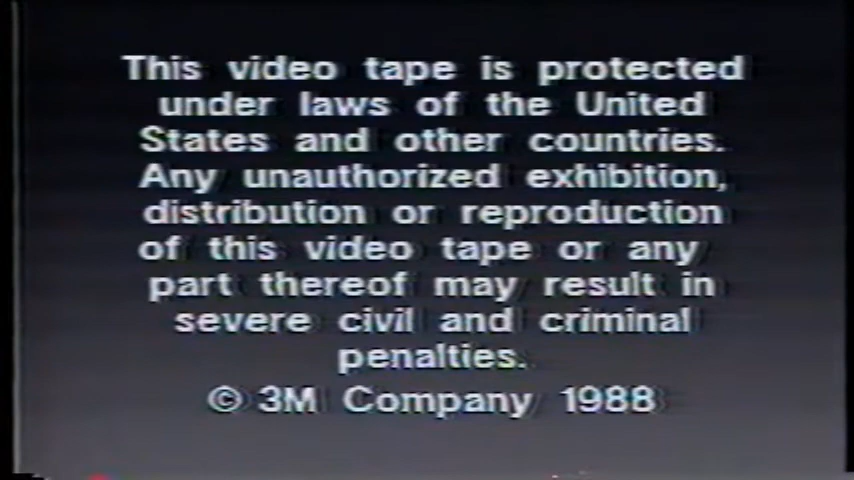 This video tape is protected
under laws of the United
States and other countries.
Any unauthorized exhibition,
distribution or reproduction
of this video tape or any
part thereof may result in
severe civil and criminal
penalties.
© 3M Company 1988